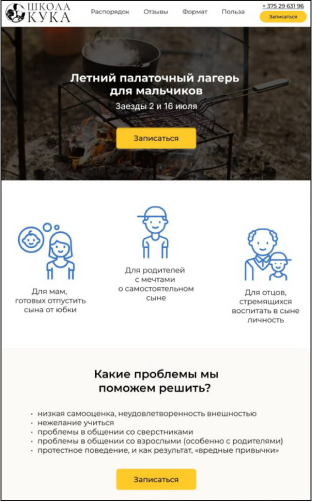 ШКОЛА
КУКА
Распорядок Отзывы Формат Польза
+ 375 29 631 96
Записаться
Летний палаточный лагерь
для мальчиков
Заезды 2 и 16 июля
Записаться
Для мам,
готовых отпустить
сына от юбки
Для родителей
с мечтами
о самостоятельном
сыне
Для отцов,
стремящихся
воспитать в сыне
личность
Какие проблемы мы
поможем решить?
• низкая самооценка, неудовлетворенность внешностью
• нежелание учиться
• проблемы в общении со сверстниками
• проблемы в общении со взрослыми (особенно с родителями)
• протестное поведение, и как результат, «вредные привычки»
Записаться